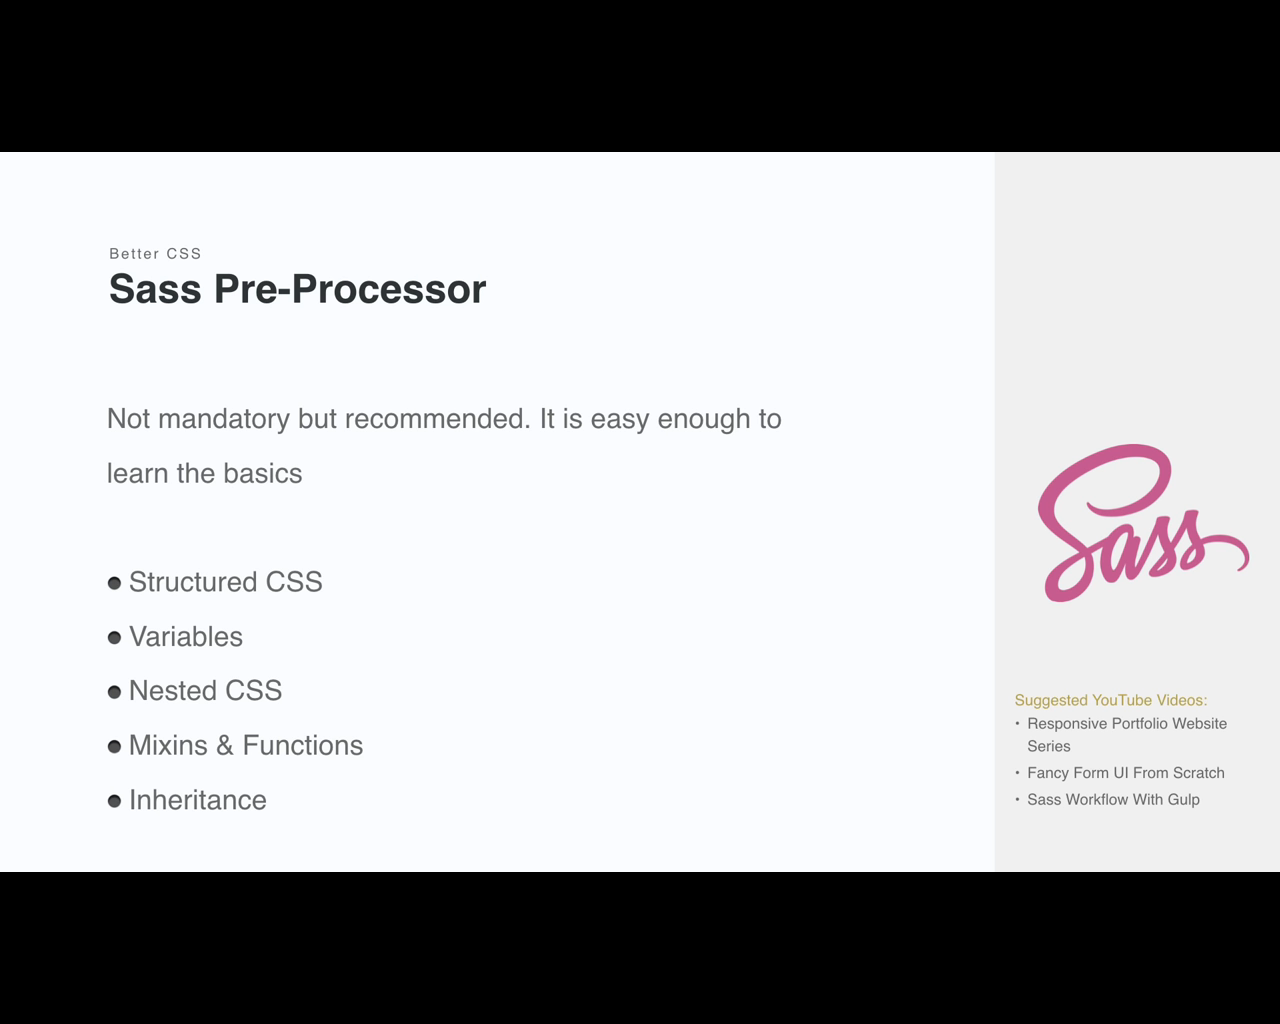 Better CSS
Sass Pre-Processor
Not mandatory but recommended. It is easy enough to
learn the basics
• Structured CSS
• Variables
• Nested CSS
• Mixins & Functions
• Inheritance
Sass
Suggested YouTube Videos:
• Responsive Portfolio Website
Series
• Fancy Form UI From Scratch
• Sass Workflow With Gulp